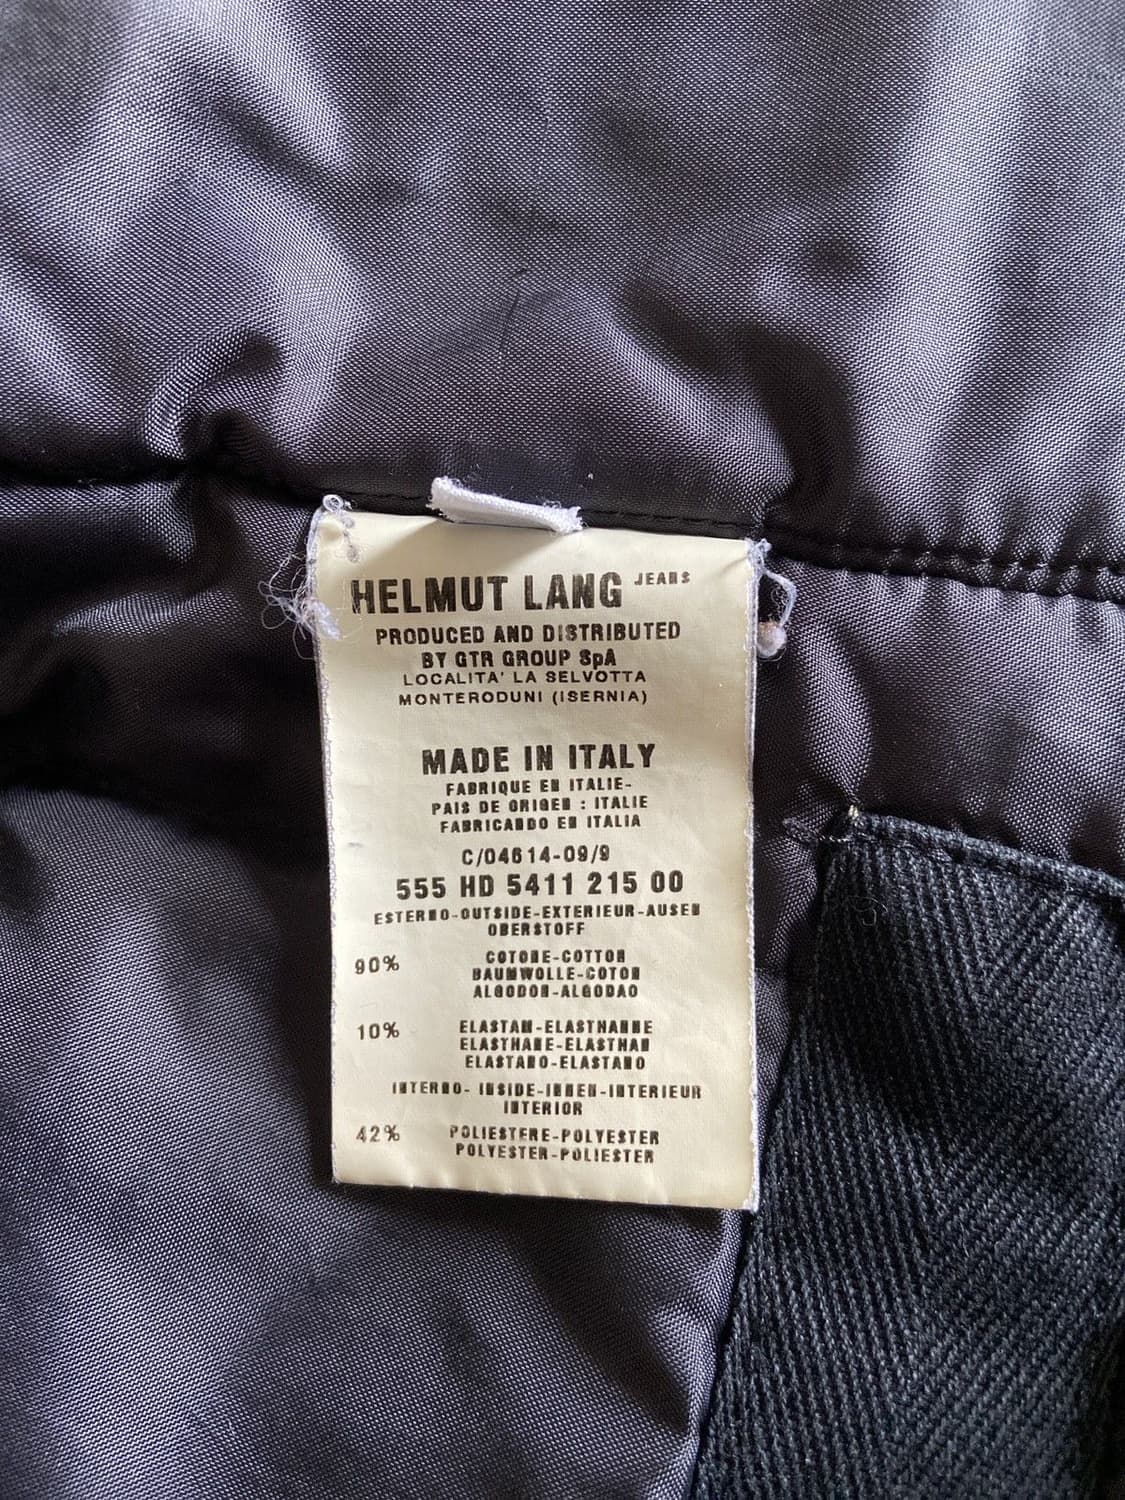 HELMUT LANG JEANS
PRODUCED AND DISTRIBUTED
BY GTR GROUP SpA
LOCALITA' LA SELVOTTA
MONTERODUNI (ISERNIA)
MADE IN ITALY
FABRIQUE EN ITALIE-
PAIS DE ORIGEN : ITALIE
FABRICANDO EN ITALIA
C/04614-09/9
555 HD 5411 215 00
ESTERNO-OUTSIDE-EXTERIEUR-AUSEN
OBERSTOFF
90% COTONE-COTTON
BAUMWOLLE-COTON
ALGODON-ALGODAO
10% ELASTAN-ELASTHANNE
ELASTHANE-ELASTHAN
ELASTANO-ELASTANO
INTERNO- INSIDE-INNEN-INTERIEUR
INTERIOR
42% POLIESTERE-POLYESTER
POLYESTER-POLIESTER